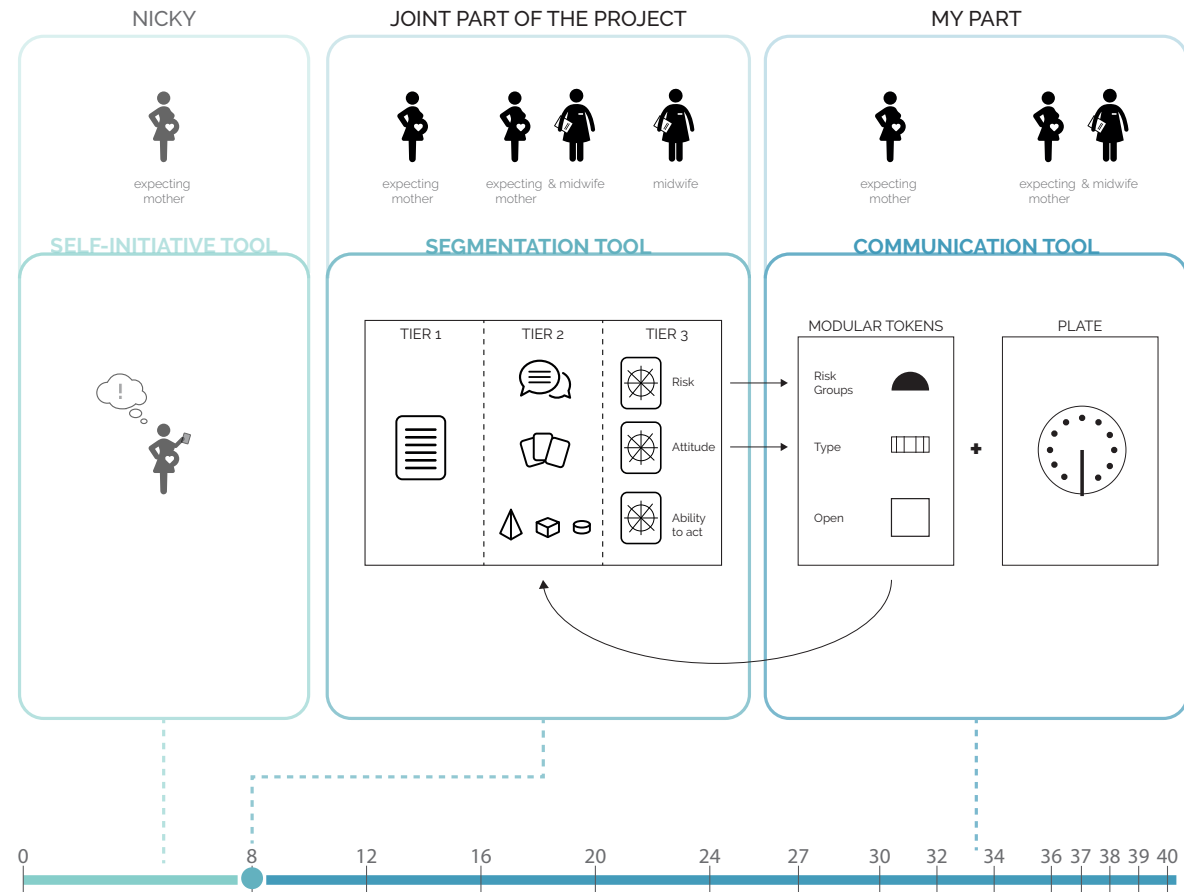 NICKY
JOINT PART OF THE PROJECT
MY PART
expecting
mother
expecting
mother
expecting & midwife
mother
midwife
expecting
mother
expecting & midwife
mother
SELF-INITIATIVE TOOL
SEGMENTATION TOOL
COMMUNICATION TOOL
!
TIER 1
TIER 2
TIER 3
Risk
Attitude
Ability
to act
MODULAR TOKENS
Risk
Groups
Type
Open
+
PLATE
0 8 12 16 20 24 27 30 32 34 36 37 38 39 40